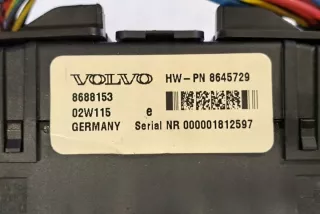 VOLVO HW-PN 8645729
8688153
02W115 e
GERMANY Serial NR 000001812597